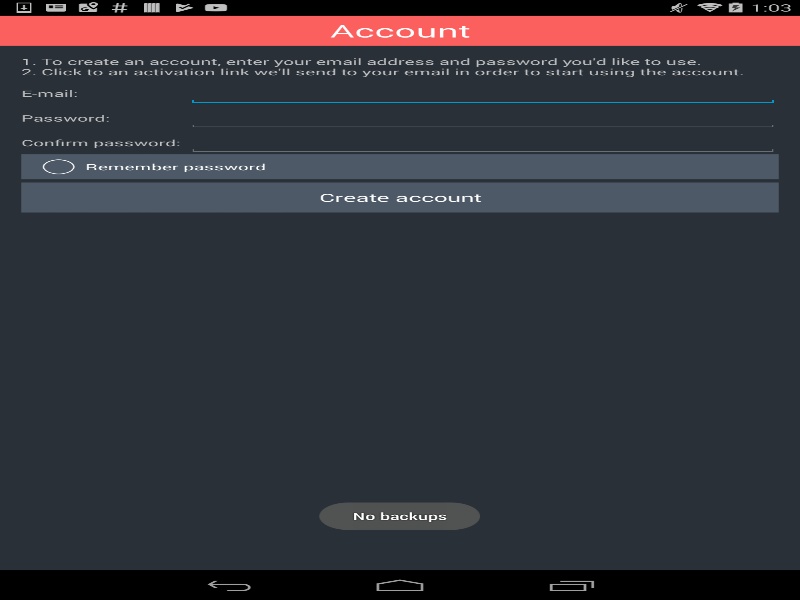 1:03
Account
1. To create an account, enter your email address and password you'd like to use.
2. Click to an activation link we'll send to your email in order to start using the account.
E-mail:
Password:
Confirm password:
Remember password
Create account
No backups